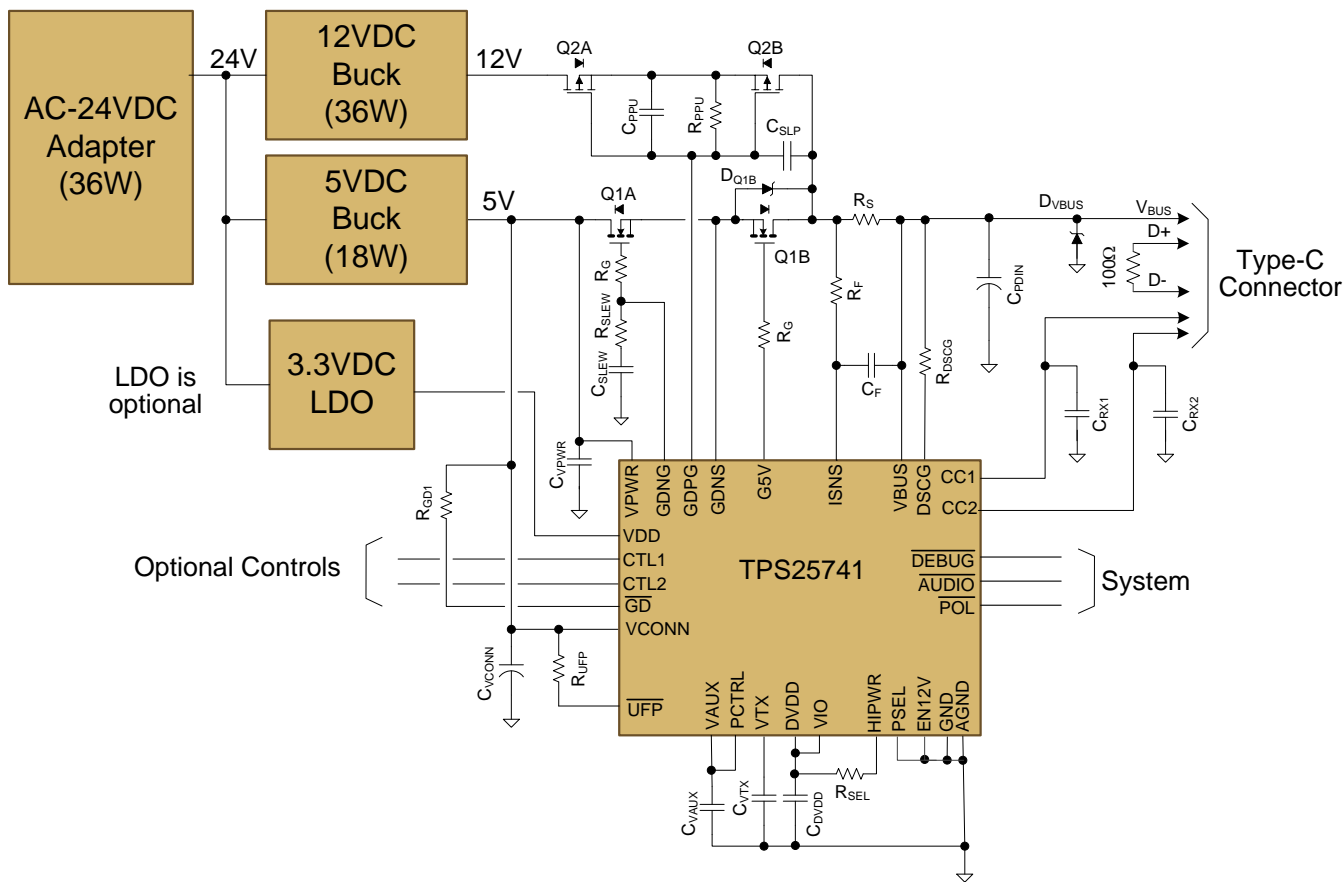 AC-24VDC
Adapter
(36W)
24V
12VDC
Buck
(36W)
12V
5VDC
Buck
(18W)
5V
3.3VDC
LDO
LDO is
optional
Q2A
Q2B
CPPU
RPPU
CSLP
DQ1B
Q1A
Q1B
RG
RSLEW
CSLEW
RG
RS
RF
CF
RDSCG
CPDIN
DVBUS
VBUS
D+
100Ω
D-
Type-C
Connector
CRX1
CRX2
CVPWR
RGD1
Optional Controls
CVCONN
RUFP
VPWR
GDNG
GDPG
GDNS
G5V
ISNS
VBUS
DSCG
CC1
CC2
VDD
CTL1
CTL2
GD
VCONN
UFP
TPS25741
DEBUG
AUDIO
POL
System
VAUX
PCTRL
VTX
DVDD
VIO
HIPWR
PSEL
EN12V
GND
AGND
RSEL
CVAUX
CVTX
CDVDD